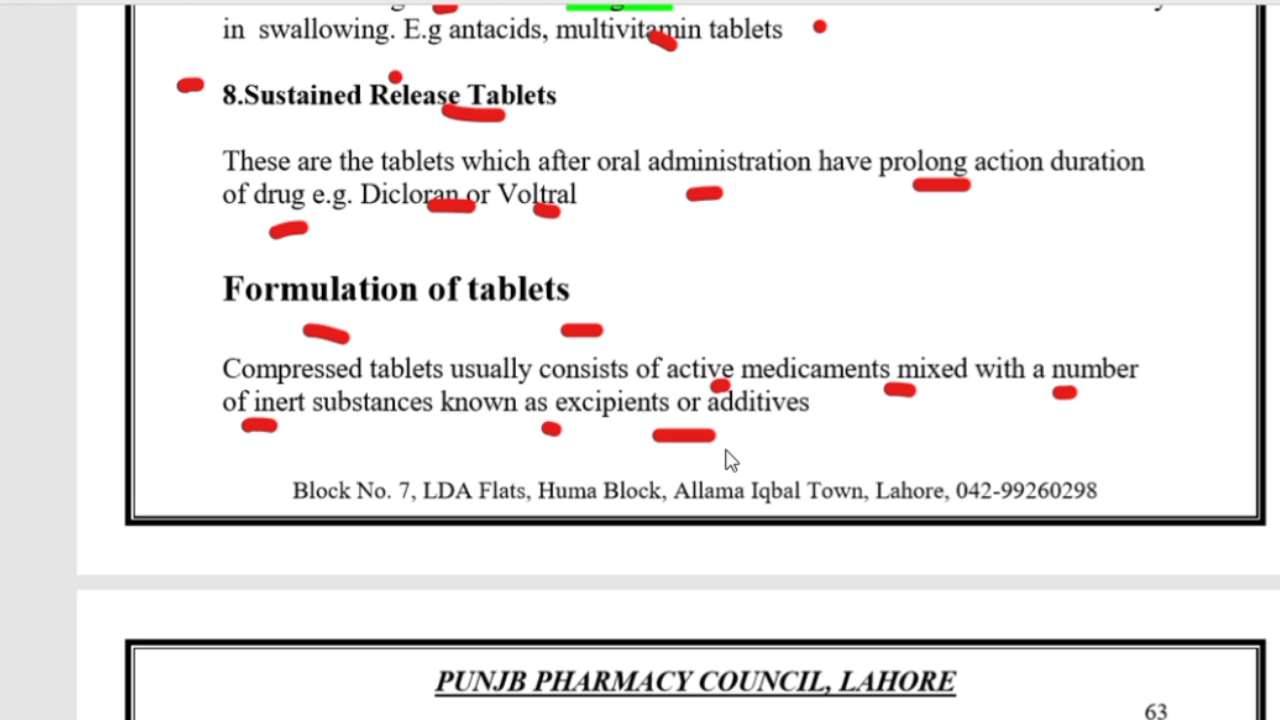 in swallowing. E.g antacids, multivitamin tablets
8.Sustained Release Tablets
These are the tablets which after oral administration have prolong action duration
of drug e.g. Dicloran or Voltral
Formulation of tablets
Compressed tablets usually consists of active medicaments mixed with a number
of inert substances known as excipients or additives
Block No. 7, LDA Flats, Huma Block, Allama Iqbal Town, Lahore, 042-99260298
PUNJB PHARMACY COUNCIL, LAHORE
63